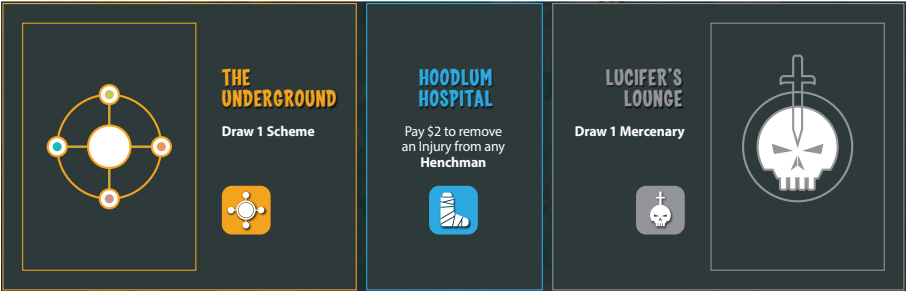 THE
UNDERGROUND
Draw 1 Scheme
HOODLUM
HOSPITAL
Pay $2 to remove
an Injury from any
Henchman
LUCIFER'S
LOUNGE
Draw 1 Mercenary